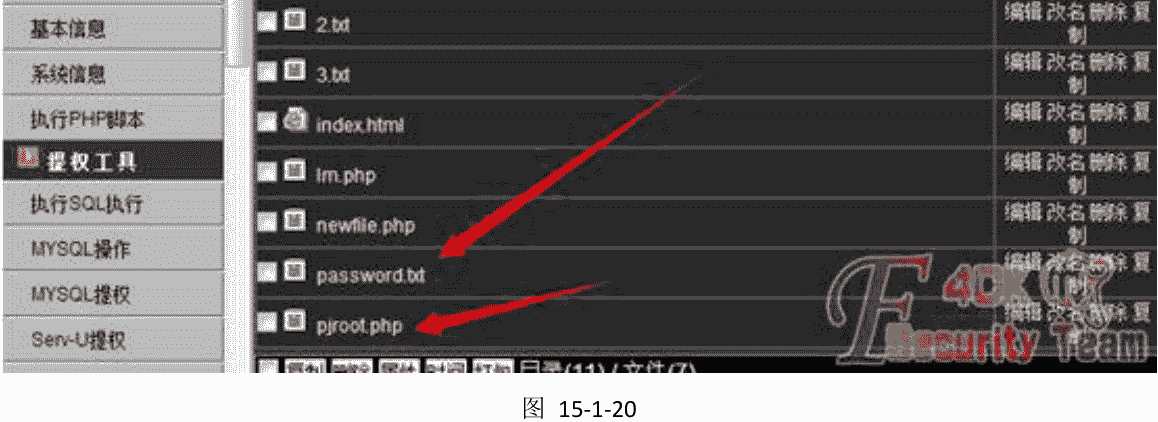 基本信息
系统信息
执行PHP脚本
提权工具
执行SQL执行
MYSQL操作
MYSQL提权
Serv-U提权
2.txt
编辑 改名 删除 复
制
3.txt
编辑 改名 删除 复
制
index.html
编辑 改名 删除 复
制
lm.php
编辑 改名 删除 复
制
newfile.php
编辑 改名 删除 复
制
password.txt
编辑 改名 删除 复
制
pjroot.php
编辑 改名 删除 复
目录(11) / 文件(7)
Security Team
图 15-1-20